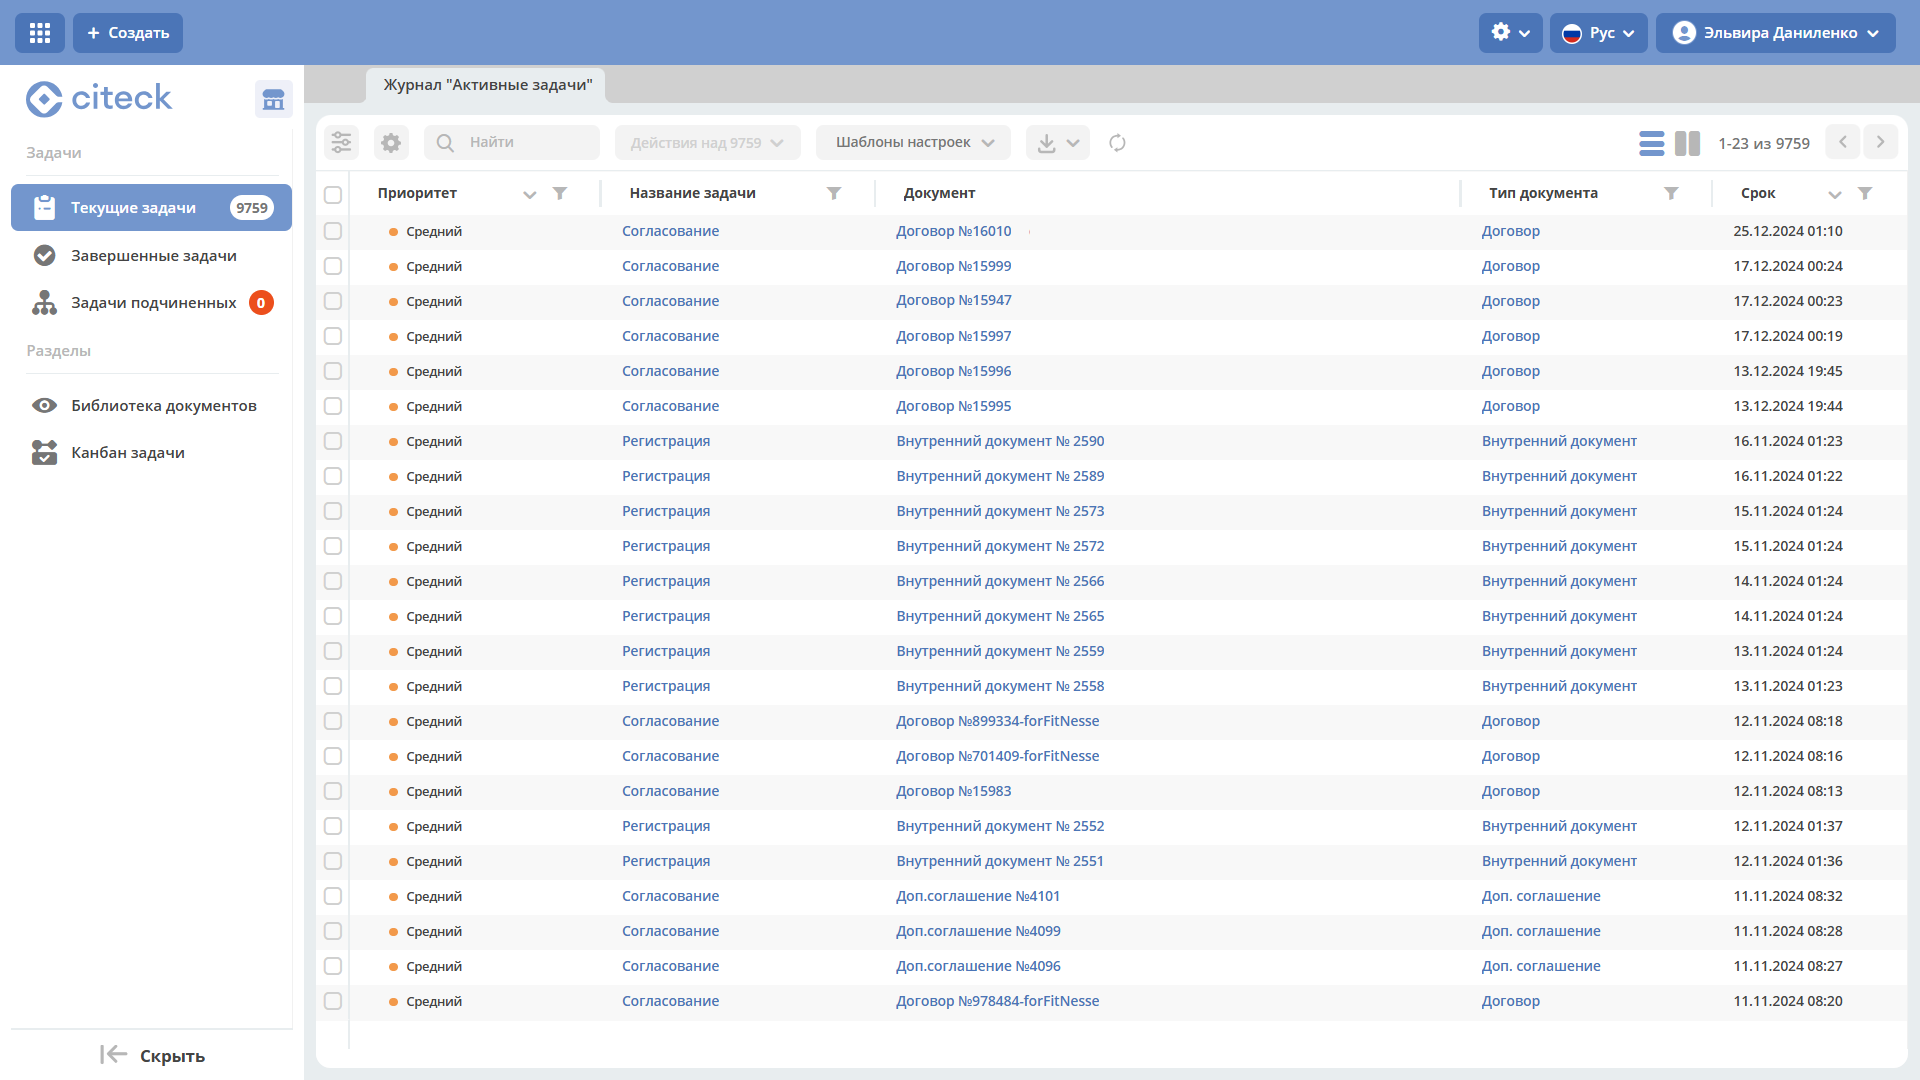 + Создать
Рус
Эльвира Даниленко
citeck
Журнал "Активные задачи"
Задачи
Текущие задачи 9759
Завершенные задачи
Задачи подчиненных 0
Разделы
Библиотека документов
Канбан задачи
Скрыть
Найти
Действия над 9759
Шаблоны настроек
1-23 из 9759
Приоритет Название задачи Документ Тип документа Срок
Средний Согласование Договор №16010 Договор 25.12.2024 01:10
Средний Согласование Договор №15999 Договор 17.12.2024 00:24
Средний Согласование Договор №15947 Договор 17.12.2024 00:23
Средний Согласование Договор №15997 Договор 17.12.2024 00:19
Средний Согласование Договор №15996 Договор 13.12.2024 19:45
Средний Согласование Договор №15995 Договор 13.12.2024 19:44
Средний Регистрация Внутренний документ № 2590 Внутренний документ 16.11.2024 01:23
Средний Регистрация Внутренний документ № 2589 Внутренний документ 16.11.2024 01:22
Средний Регистрация Внутренний документ № 2573 Внутренний документ 15.11.2024 01:24
Средний Регистрация Внутренний документ № 2572 Внутренний документ 15.11.2024 01:24
Средний Регистрация Внутренний документ № 2566 Внутренний документ 14.11.2024 01:24
Средний Регистрация Внутренний документ № 2565 Внутренний документ 14.11.2024 01:24
Средний Регистрация Внутренний документ № 2559 Внутренний документ 13.11.2024 01:24
Средний Регистрация Внутренний документ № 2558 Внутренний документ 13.11.2024 01:23
Средний Согласование Договор №899334-forFitNesse Договор 12.11.2024 08:18
Средний Согласование Договор №701409-forFitNesse Договор 12.11.2024 08:16
Средний Согласование Договор №15983 Договор 12.11.2024 08:13
Средний Регистрация Внутренний документ № 2552 Внутренний документ 12.11.2024 01:37
Средний Регистрация Внутренний документ № 2551 Внутренний документ 12.11.2024 01:36
Средний Согласование Доп.соглашение №4101 Доп. соглашение 11.11.2024 08:32
Средний Согласование Доп.соглашение №4099 Доп. соглашение 11.11.2024 08:28
Средний Согласование Доп.соглашение №4096 Доп. соглашение 11.11.2024 08:27
Средний Согласование Договор №978484-forFitNesse Договор 11.11.2024 08:20